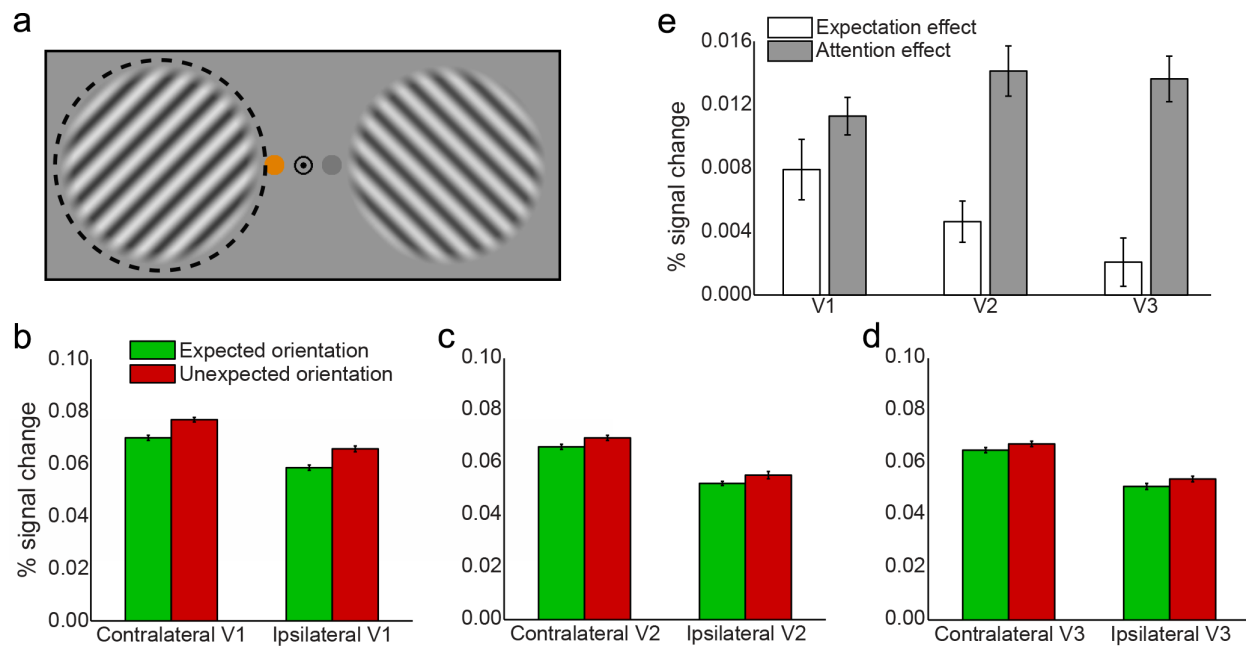 a
e
Expectation effect
Attention effect
% signal change
0.016
0.012
0.008
0.004
0.000
V1
V2
V3
b
Expected orientation
Unexpected orientation
% signal change
0.10
0.08
0.06
0.04
0.02
0.00
Contralateral V1
Ipsilateral V1
c
0.10
0.08
0.06
0.04
0.02
0.00
Contralateral V2
Ipsilateral V2
d
0.10
0.08
0.06
0.04
0.02
0.00
Contralateral V3
Ipsilateral V3